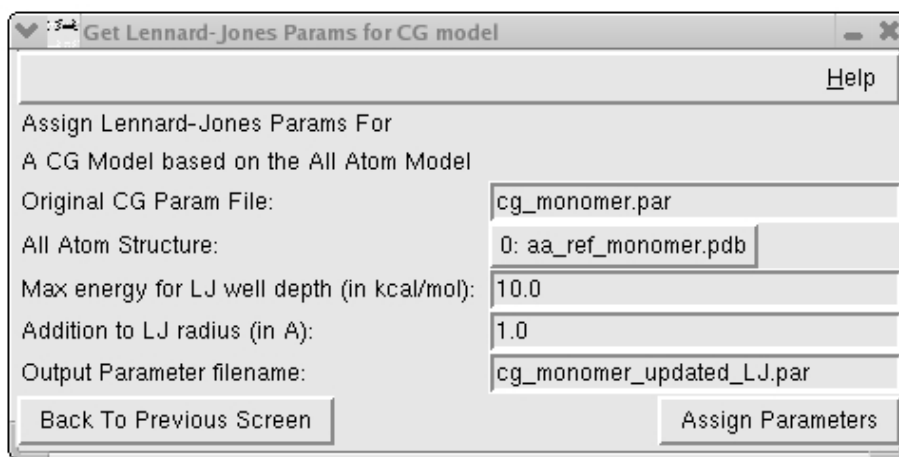 Get Lennard-Jones Params for CG model
Help
Assign Lennard-Jones Params For
A CG Model based on the All Atom Model
Original CG Param File: cg_monomer.par
All Atom Structure: 0: aa_ref_monomer.pdb
Max energy for LJ well depth (in kcal/mol): 10.0
Addition to LJ radius (in A): 1.0
Output Parameter filename: cg_monomer_updated_LJ.par
Back To Previous Screen Assign Parameters